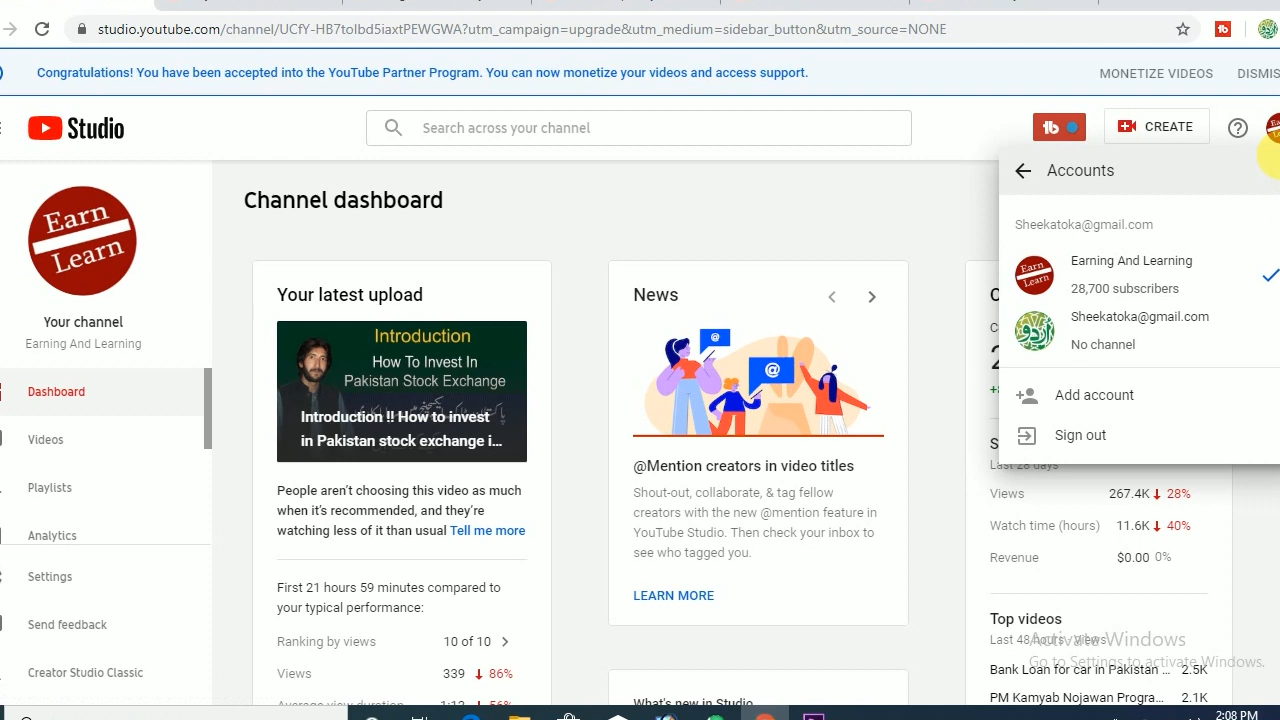 studio.youtube.com/channel/UCfY-HB7toIbd5iaxtPEWGWA?utm_campaign=upgrade&utm_medium=sidebar_button&utm_source=NONE
Congratulations! You have been accepted into the YouTube Partner Program. You can now monetize your videos and access support.
MONETIZE VIDEOS
DISMIS
Studio
Search across your channel
CREATE
Earn
Learn
Your channel
Earning And Learning
Dashboard
Videos
Playlists
Analytics
Settings
Send feedback
Creator Studio Classic
Channel dashboard
Your latest upload
Introduction
How To Invest In
Pakistan Stock Exchange
Introduction !! How to invest
in Pakistan stock exchange i...
People aren't choosing this video as much
when it's recommended, and they're
watching less of it than usual Tell me more
First 21 hours 59 minutes compared to
your typical performance:
Ranking by views 10 of 10
Views 339 86%
News
@Mention creators in video titles
Shout-out, collaborate, & tag fellow
creators with the new @mention feature in
YouTube Studio. Then check your inbox to
see who tagged you.
LEARN MORE
What's new in Studio
Accounts
Sheekatoka@gmail.com
Earn
Learn
Earning And Learning
28,700 subscribers
اردو
Sheekatoka@gmail.com
No channel
Add account
Sign out
Last 28 days
Views 267.4K 28%
Watch time (hours) 11.6K 40%
Revenue $0.00 0%
Top videos
Last 48 hours · Views
Bank Loan for car in Pakistan ... 2.5K
PM Kamyab Nojawan Progra... 2.1K
Activate Windows
Go to Settings to activate Windows.
2:08 PM